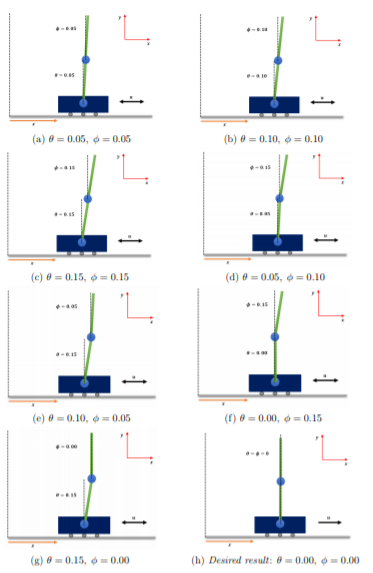 y
ϕ = 0.05
x
θ = 0.05
u
x
(a) θ = 0.05, ϕ = 0.05
y
ϕ = 0.10
x
θ = 0.10
u
x
(b) θ = 0.10, ϕ = 0.10
y
ϕ = 0.15
x
θ = 0.15
u
x
(c) θ = 0.15, ϕ = 0.15
y
ϕ = 0.15
x
θ = 0.05
u
x
(d) θ = 0.05, ϕ = 0.10
y
ϕ = 0.05
x
θ = 0.15
u
x
(e) θ = 0.10, ϕ = 0.05
y
ϕ = 0.15
x
θ = 0.00
u
x
(f) θ = 0.00, ϕ = 0.15
y
ϕ = 0.00
x
θ = 0.15
u
x
(g) θ = 0.15, ϕ = 0.00
y
θ = ϕ = 0
x
u
x
(h) Desired result: θ = 0.00, ϕ = 0.00